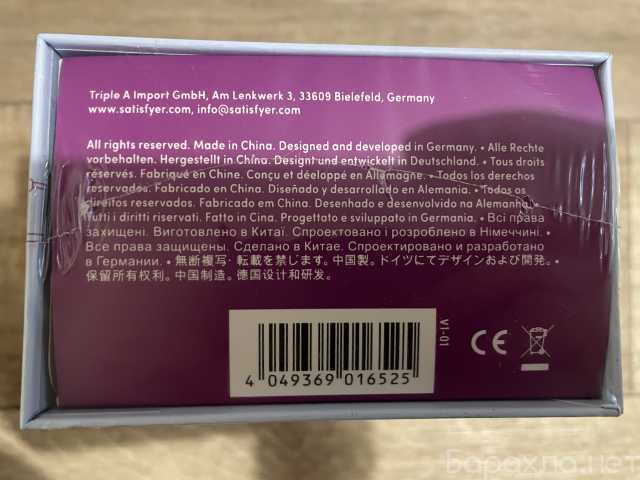 Triple A Import GmbH, Am Lenkwerk 3, 33609 Bielefeld, Germany
www.satisfyer.com, info@satisfyer.com
All rights reserved. Made in China. Designed and developed in Germany. • Alle Rechte
vorbehalten. Hergestellt in China. Designt und entwickelt in Deutschland. • Tous droits
réservés. Fabriqué en Chine. Conçu et déeloppé en Allemagne. • Todos los derechos
reservados. Fabricado en China. Diseñado y desarrollado en Alemania. • Todos os
direitos reservados. Fabricado em China. Desenhado e desenvolvido na Alemanha. •
Tutti i diritti riservati. Fatto in Cina. Progettato e sviluppato in Germania. • Всі права
захищені. Виготовлено в Китаї. Спроектовано і розроблено в Німеччині. •
Все права защищены. Сделано в Китае. Спроектировано и разработано
в Германии. • 無断複写・転載を禁じます。中国製。ドイツにてデザインおよび開発。 •
保留所有权利。中国制造。德国设计和研发。
V1-01
CE
4 049369 016525
Барахла.нет